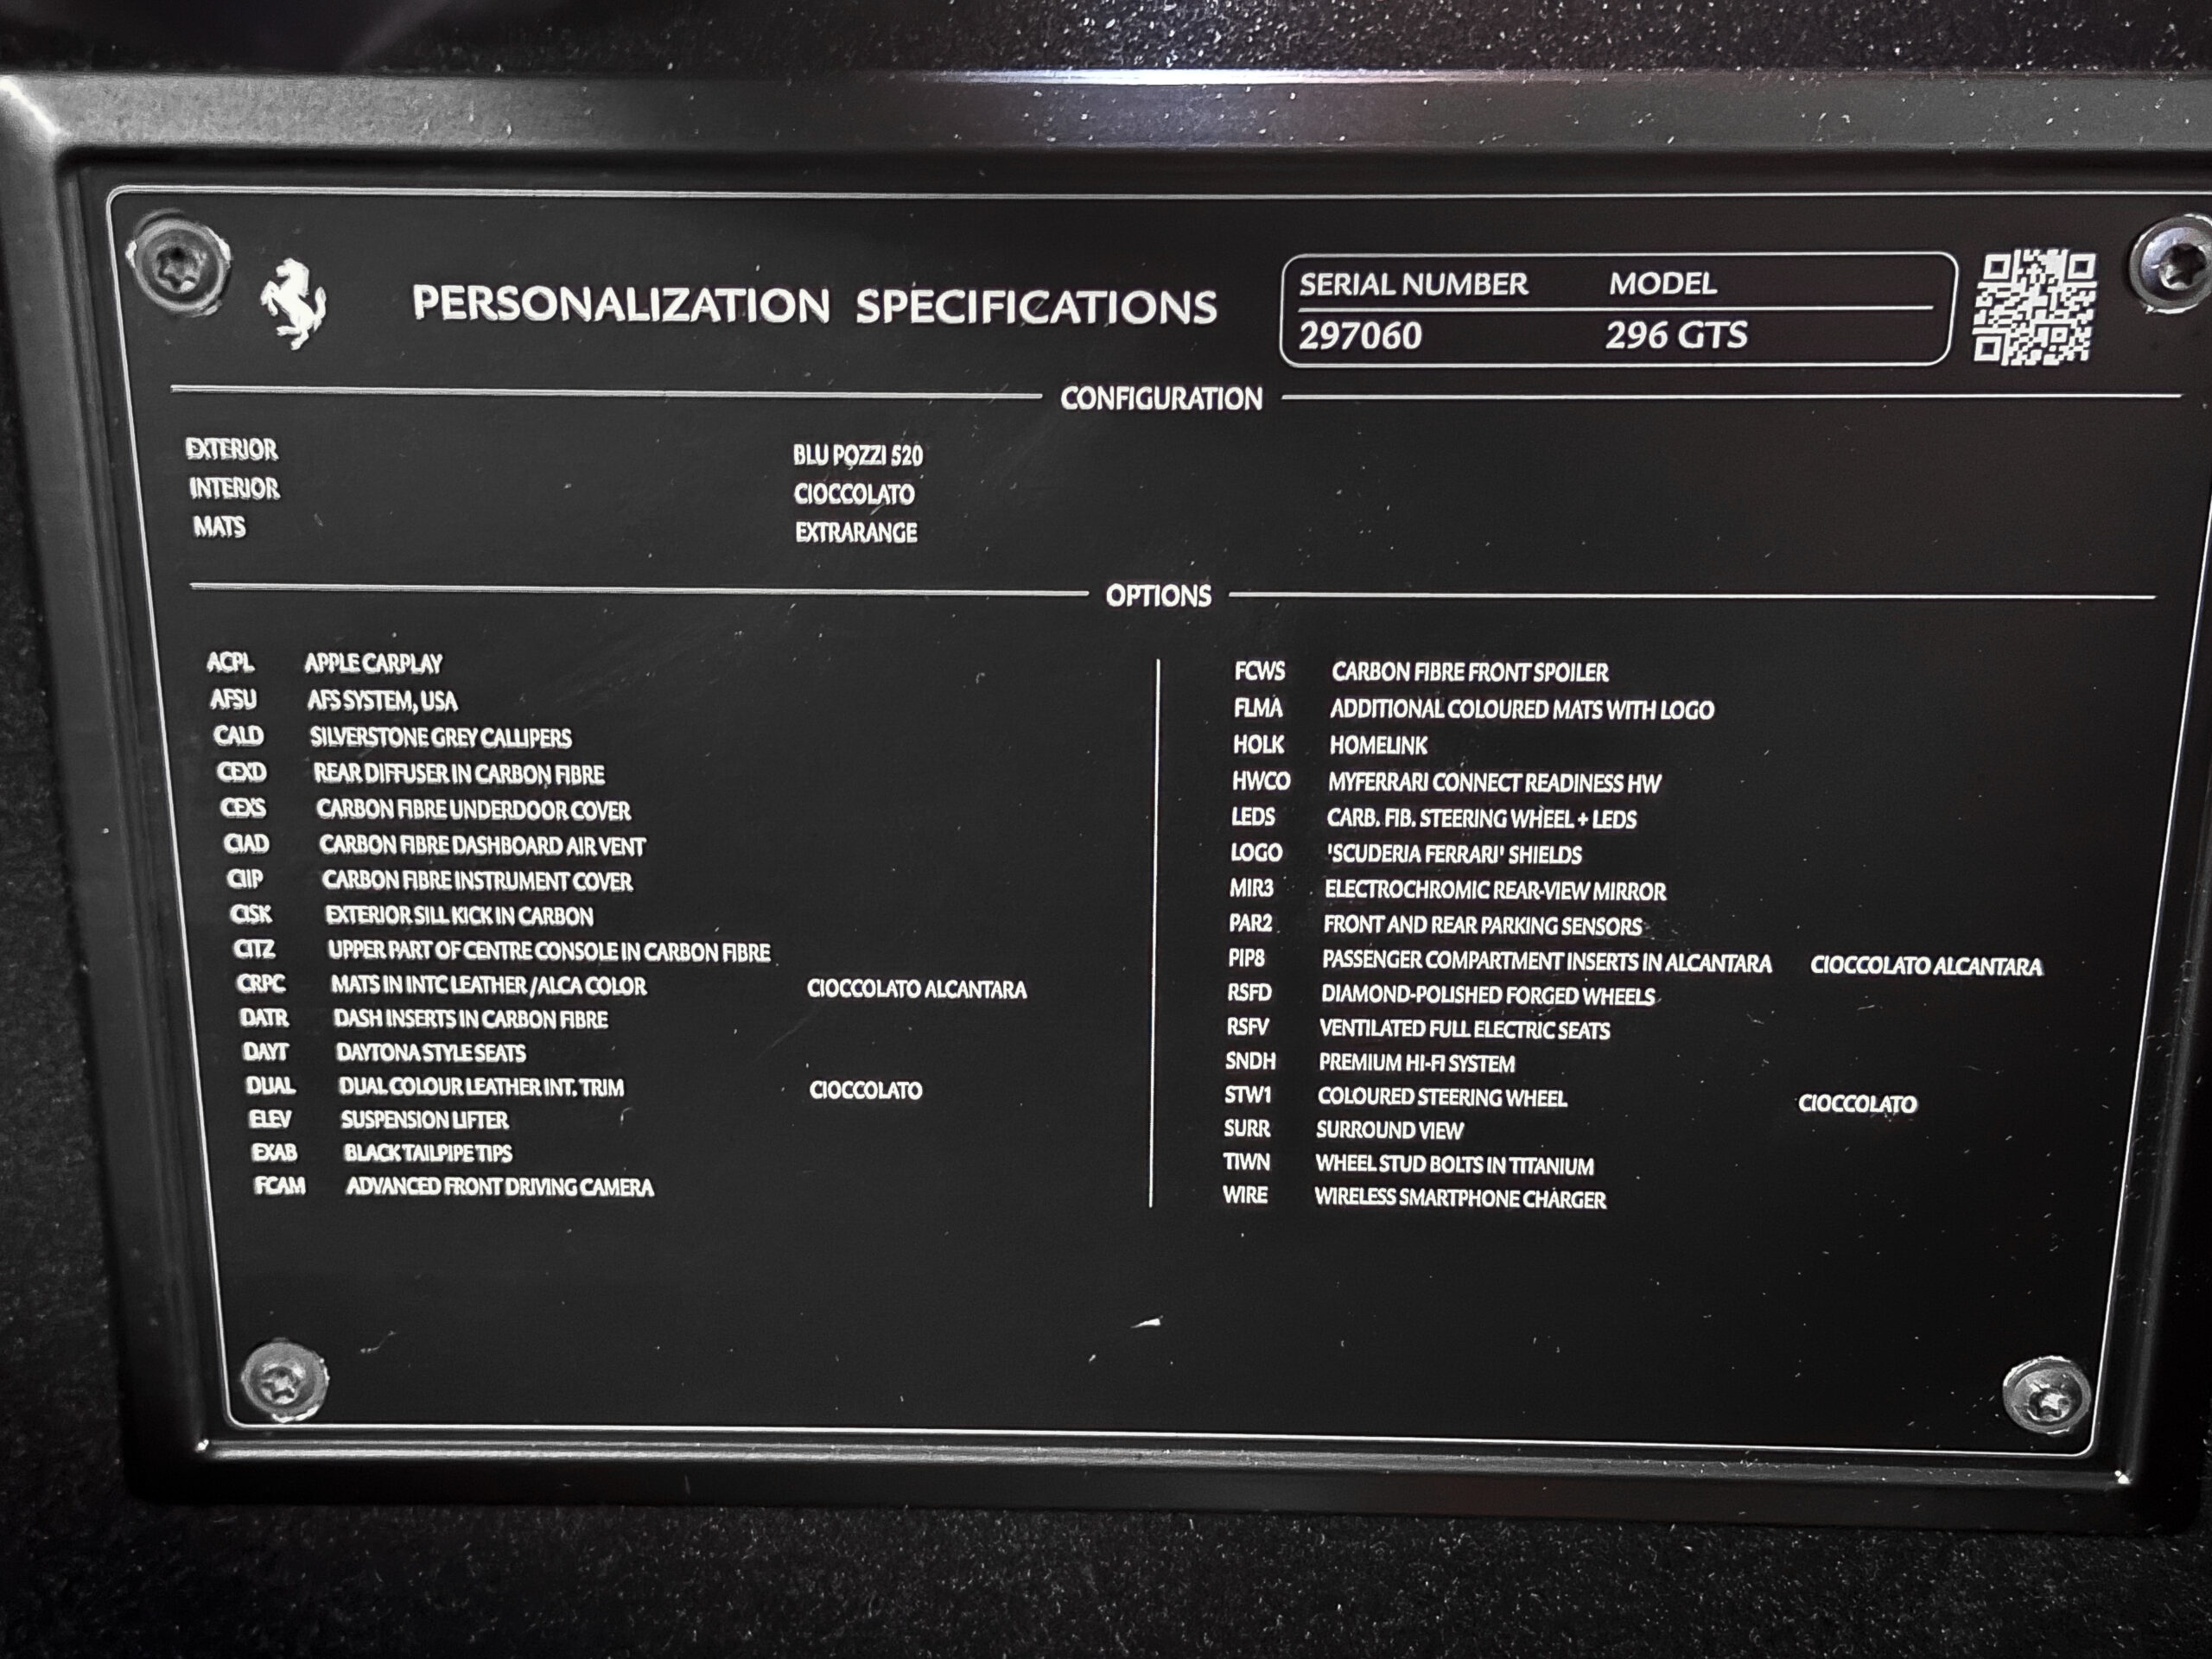 PERSONALIZATION SPECIFICATIONS
SERIAL NUMBER MODEL
297060 296 GTS
CONFIGURATION
EXTERIOR BLU POZZI 520
INTERIOR CIOCCOLATO
MATS EXTRARANGE
OPTIONS
ACPL APPLE CARPLAY
AFSU AFS SYSTEM, USA
CALD SILVERSTONE GREY CALLIPERS
CEXD REAR DIFFUSER IN CARBON FIBRE
CEXS CARBON FIBRE UNDERDOOR COVER
CIAD CARBON FIBRE DASHBOARD AIR VENT
CIIP CARBON FIBRE INSTRUMENT COVER
CISK EXTERIOR SILL KICK IN CARBON
CITZ UPPER PART OF CENTRE CONSOLE IN CARBON FIBRE
CRPC MATS IN INTC LEATHER /ALCA COLOR CIOCCOLATO ALCANTARA
DATR DASH INSERTS IN CARBON FIBRE
DAYT DAYTONA STYLE SEATS
DUAL DUAL COLOUR LEATHER INT. TRIM CIOCCOLATO
ELEV SUSPENSION LIFTER
EXAB BLACK TAILPIPE TIPS
FCAM ADVANCED FRONT DRIVING CAMERA
FCWS CARBON FIBRE FRONT SPOILER
FLMA ADDITIONAL COLOURED MATS WITH LOGO
HOLK HOMELINK
HWCO MYFERRARI CONNECT READINESS HW
LEDS CARB. FIB. STEERING WHEEL + LEDS
LOGO 'SCUDERIA FERRARI' SHIELDS
MIR3 ELECTROCHROMIC REAR-VIEW MIRROR
PAR2 FRONT AND REAR PARKING SENSORS
PIP8 PASSENGER COMPARTMENT INSERTS IN ALCANTARA CIOCCOLATO ALCANTARA
RSFD DIAMOND-POLISHED FORGED WHEELS
RSFV VENTILATED FULL ELECTRIC SEATS
SNDH PREMIUM HI-FI SYSTEM
STW1 COLOURED STEERING WHEEL CIOCCOLATO
SURR SURROUND VIEW
TIWN WHEEL STUD BOLTS IN TITANIUM
WIRE WIRELESS SMARTPHONE CHARGER